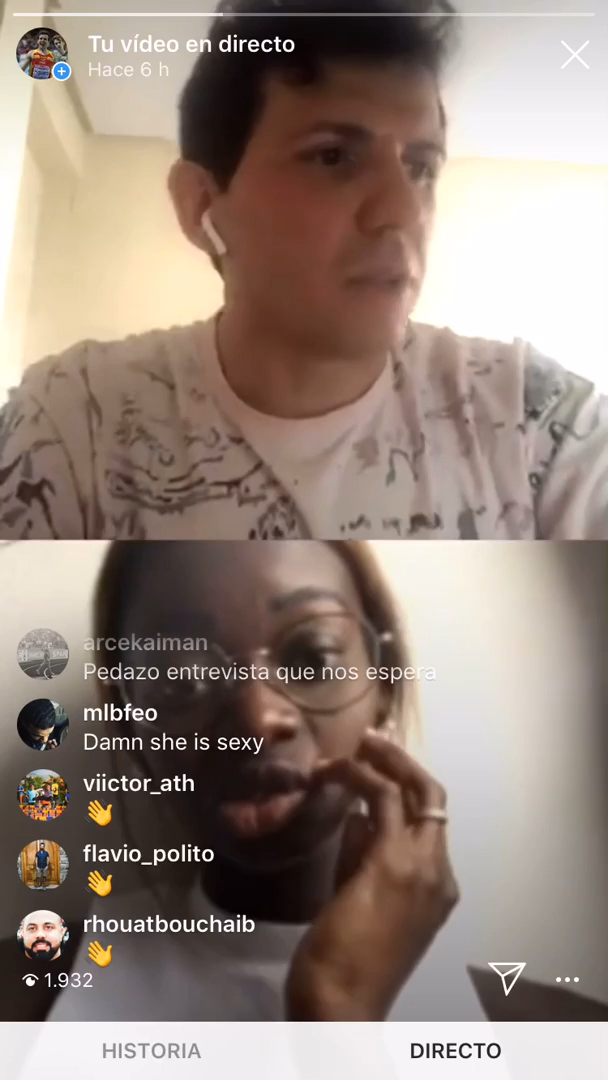 Tu vídeo en directo
Hace 6 h
arcekaiman
Pedazo entrevista que nos espera
mlbfeo
Damn she is sexy
viictor_ath
👋
flavio_polito
👋
rhouatbouchaib
👋
1.932
HISTORIA
DIRECTO